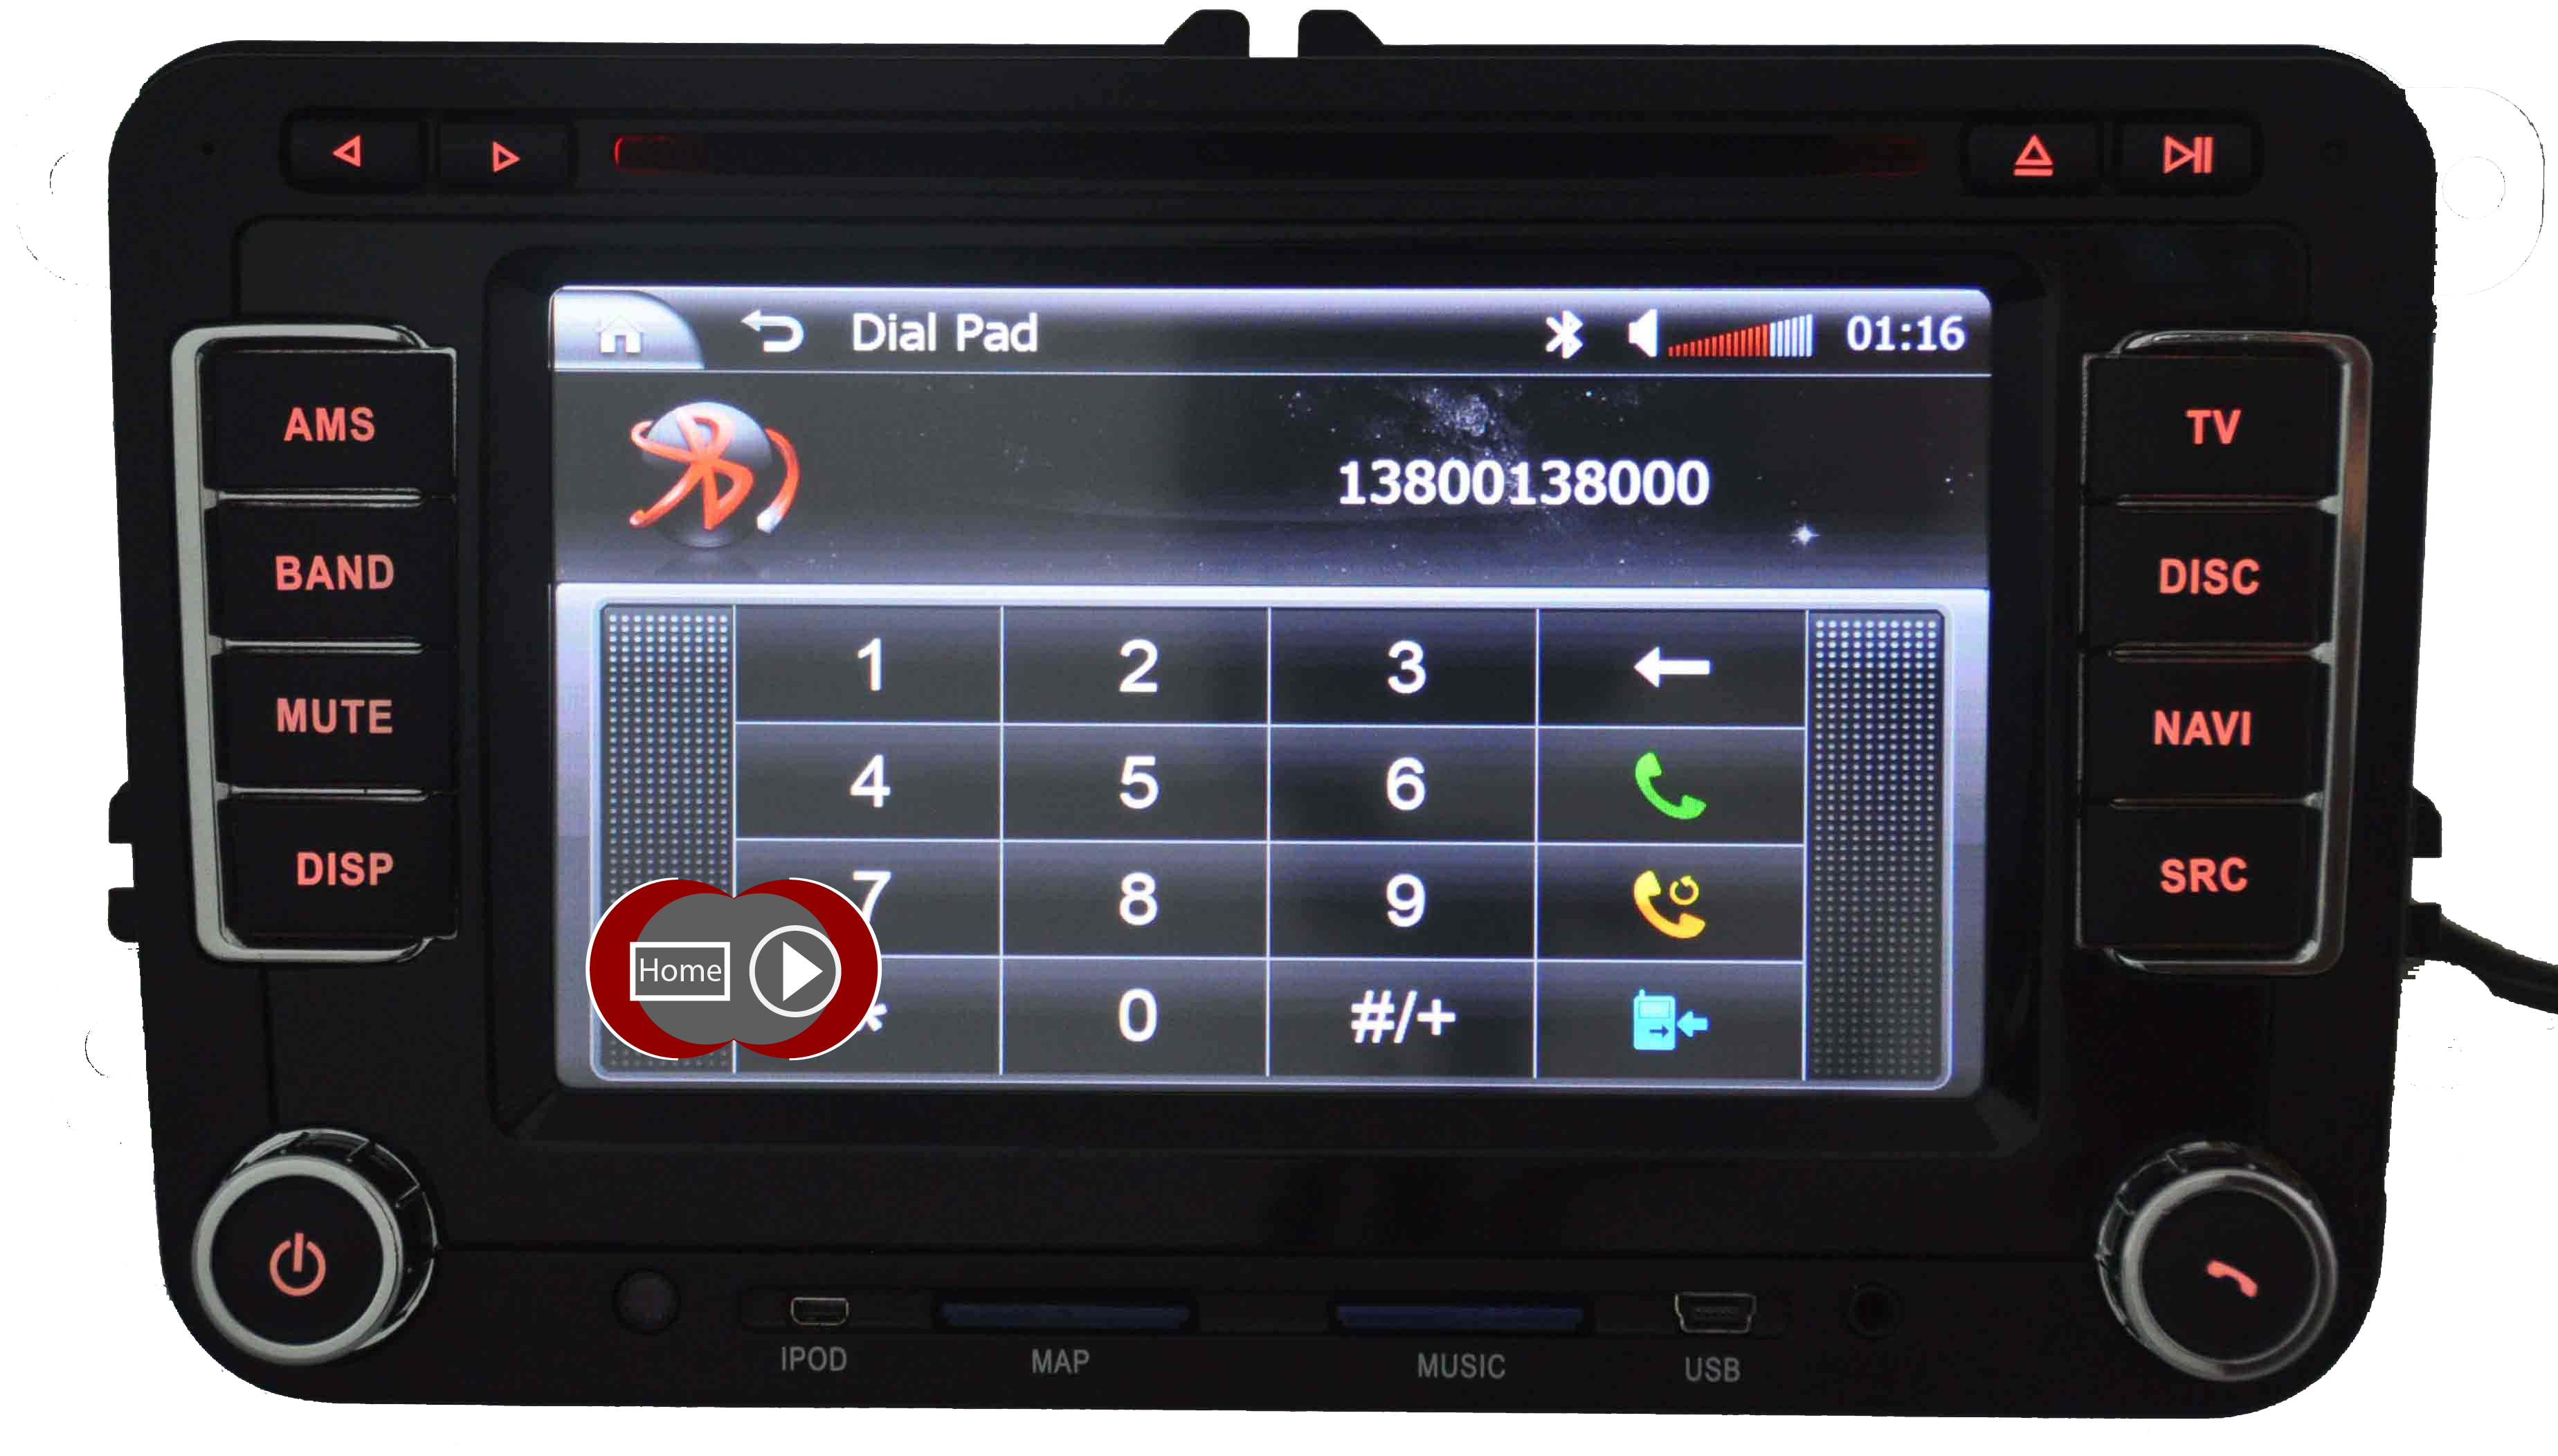 Dial Pad 01:16
13800138000
AMS
BAND
MUTE
DISP
TV
DISC
NAVI
SRC
1 2 3
4 5 6
7 8 9
* 0 #/+
Home
IPOD MAP MUSIC USB